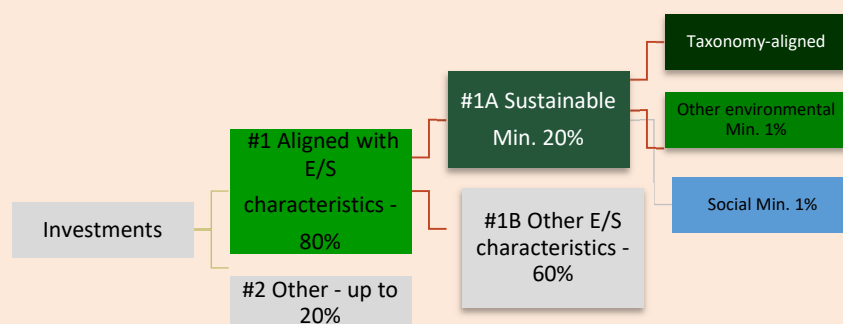 Investments
#1 Aligned with
E/S
characteristics -
80%
#2 Other - up to
20%
#1A Sustainable
Min. 20%
#1B Other E/S
characteristics -
60%
Taxonomy-aligned
Other environmental
Min. 1%
Social Min. 1%